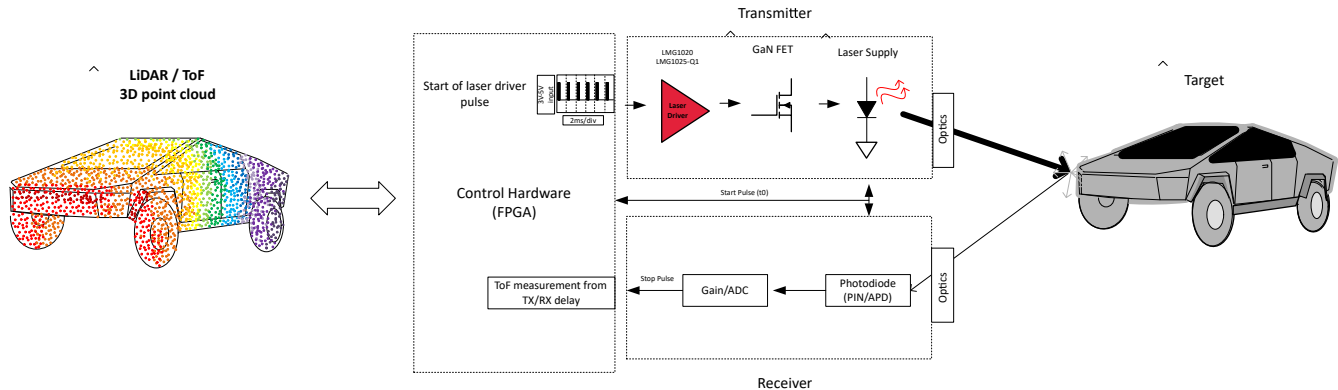 Transmitter
LiDAR / ToF
3D point cloud
Start of laser driver
pulse
3V-5V
input
2ms/div
LMG1020
LMG1025-Q1
Laser
Driver
GaN FET
Laser Supply
Optics
Target
Control Hardware
(FPGA)
Start Pulse (t0)
ToF measurement from
TX/RX delay
Stop Pulse
Gain/ADC
Photodiode
(PIN/APD)
Optics
Receiver